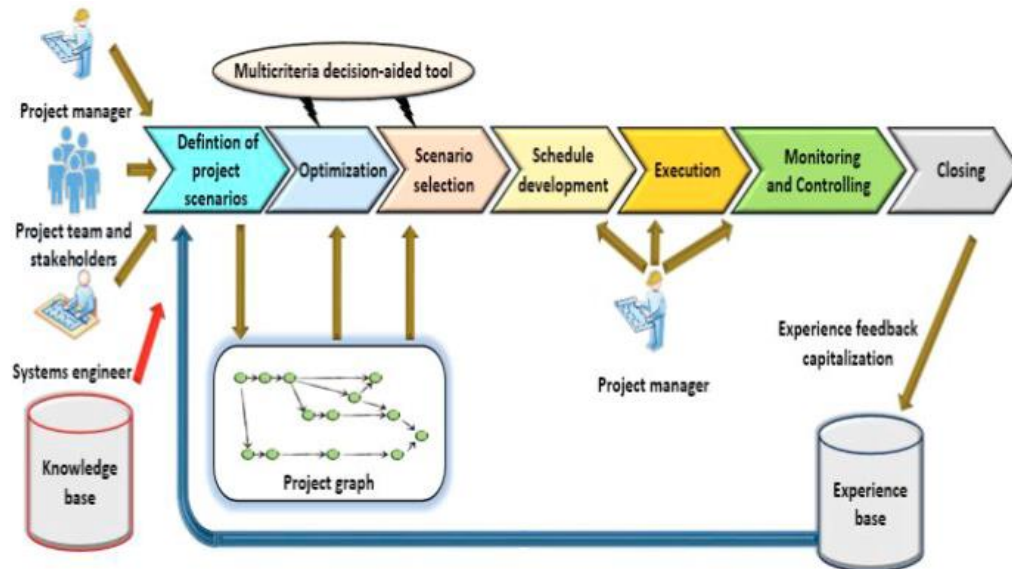 Multicriteria decision-aided tool
Project manager
Defintion of
project
scenarios
Optimization
Scenario
selection
Schedule
development
Execution
Monitoring
and Controlling
Closing
Project team and
stakeholders
Systems engineer
Project manager
Experience feedback
capitalization
Knowledge
base
Project graph
Experience
base